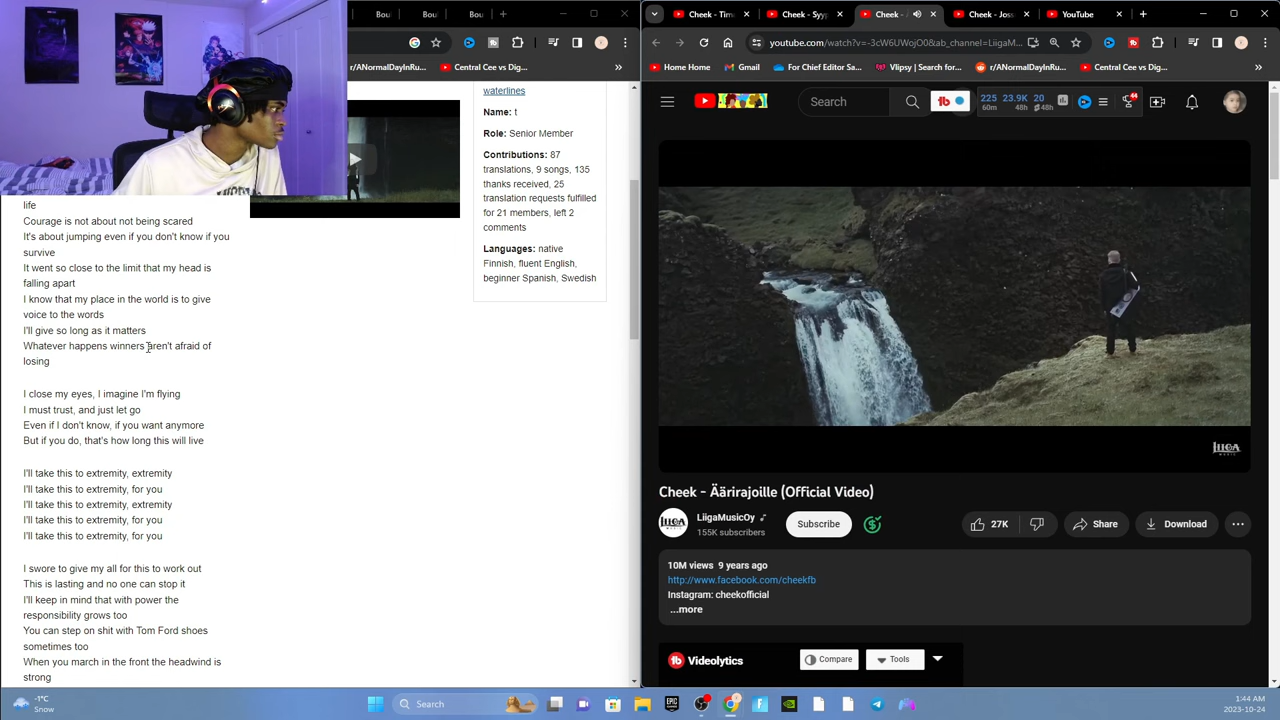 Bou
Bou
Bou
r/ANormalDayInRu...
Central Cee vs Dig...
waterlines
Name: t
Role: Senior Member
Contributions: 87
translations, 9 songs, 135
thanks received, 25
translation requests fulfilled
for 21 members, left 2
comments
Languages: native
Finnish, fluent English,
beginner Spanish, Swedish
life
Courage is not about not being scared
It's about jumping even if you don't know if you
survive
It went so close to the limit that my head is
falling apart
I know that my place in the world is to give
voice to the words
I'll give so long as it matters
Whatever happens winners aren't afraid of
losing
I close my eyes, I imagine I'm flying
I must trust, and just let go
Even if I don't know, if you want anymore
But if you do, that's how long this will live
I'll take this to extremity, extremity
I'll take this to extremity, for you
I'll take this to extremity, extremity
I'll take this to extremity, for you
I'll take this to extremity, for you
I swore to give my all for this to work out
This is lasting and no one can stop it
I'll keep in mind that with power the
responsibility grows too
You can step on shit with Tom Ford shoes
sometimes too
When you march in the front the headwind is
strong
Cheek - Tim
Cheek - Syy
Cheek -
Cheek - Joss
YouTube
youtube.com/watch?v=-3cW6UWojO0&ab_channel=LiigaM...
Home Home
Gmail
For Chief Editor Sa...
Vlipsy | Search for...
r/ANormalDayInRu...
Central Cee vs Dig...
Search
225 23.9K 20
60m 48h 48h
LIIGA
MUSIC
Cheek - Äärirajoille (Official Video)
LiigaMusicOy
155K subscribers
Subscribe
27K
Share
Download
10M views 9 years ago
http://www.facebook.com/cheekfb
Instagram: cheekofficial
...more
Videolytics
Compare
Tools
-1°C
Snow
Search
EPIC
1:44 AM
2023-10-24